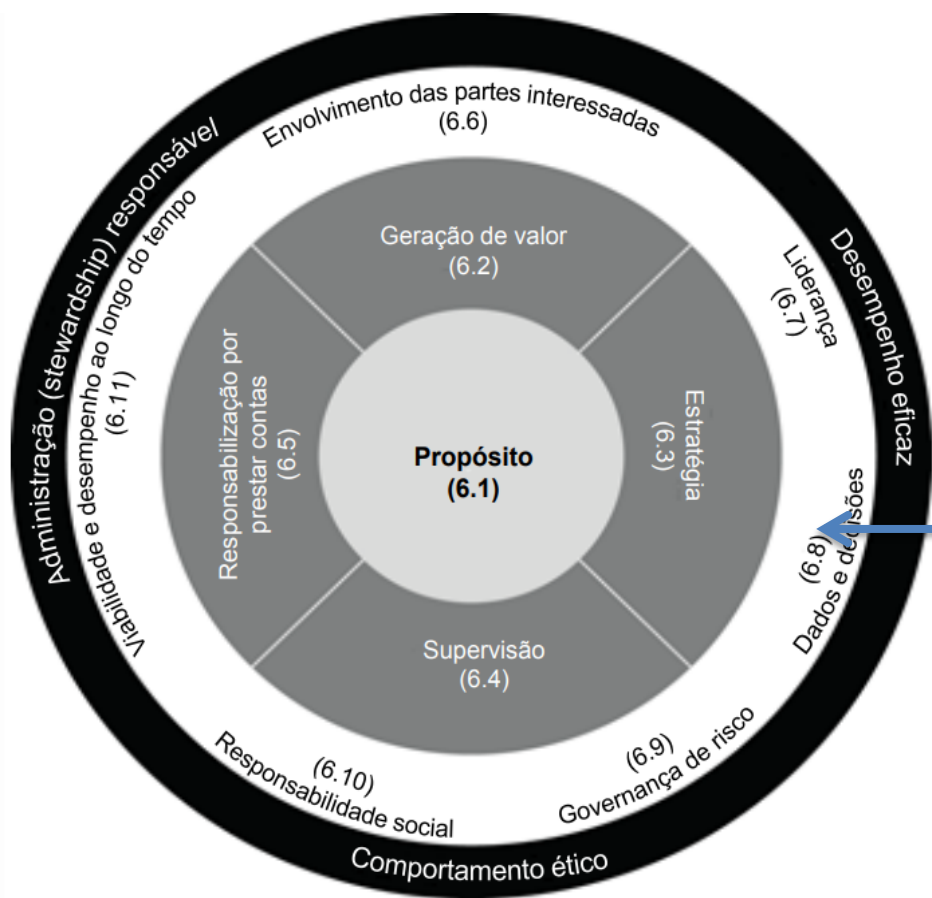 Administração (stewardship) responsável
Desempenho eficaz
Comportamento ético
Envolvimento das partes interessadas
(6.6)
Liderança
(6.7)
Dados e decisões
(6.8)
(6.9)
Governança de risco
(6.10)
Responsabilidade social
Viabilidade e desempenho ao longo do tempo
(6.11)
Geração de valor
(6.2)
Estratégia
(6.3)
Supervisão
(6.4)
Responsabilização por
prestar contas
(6.5)
Propósito
(6.1)